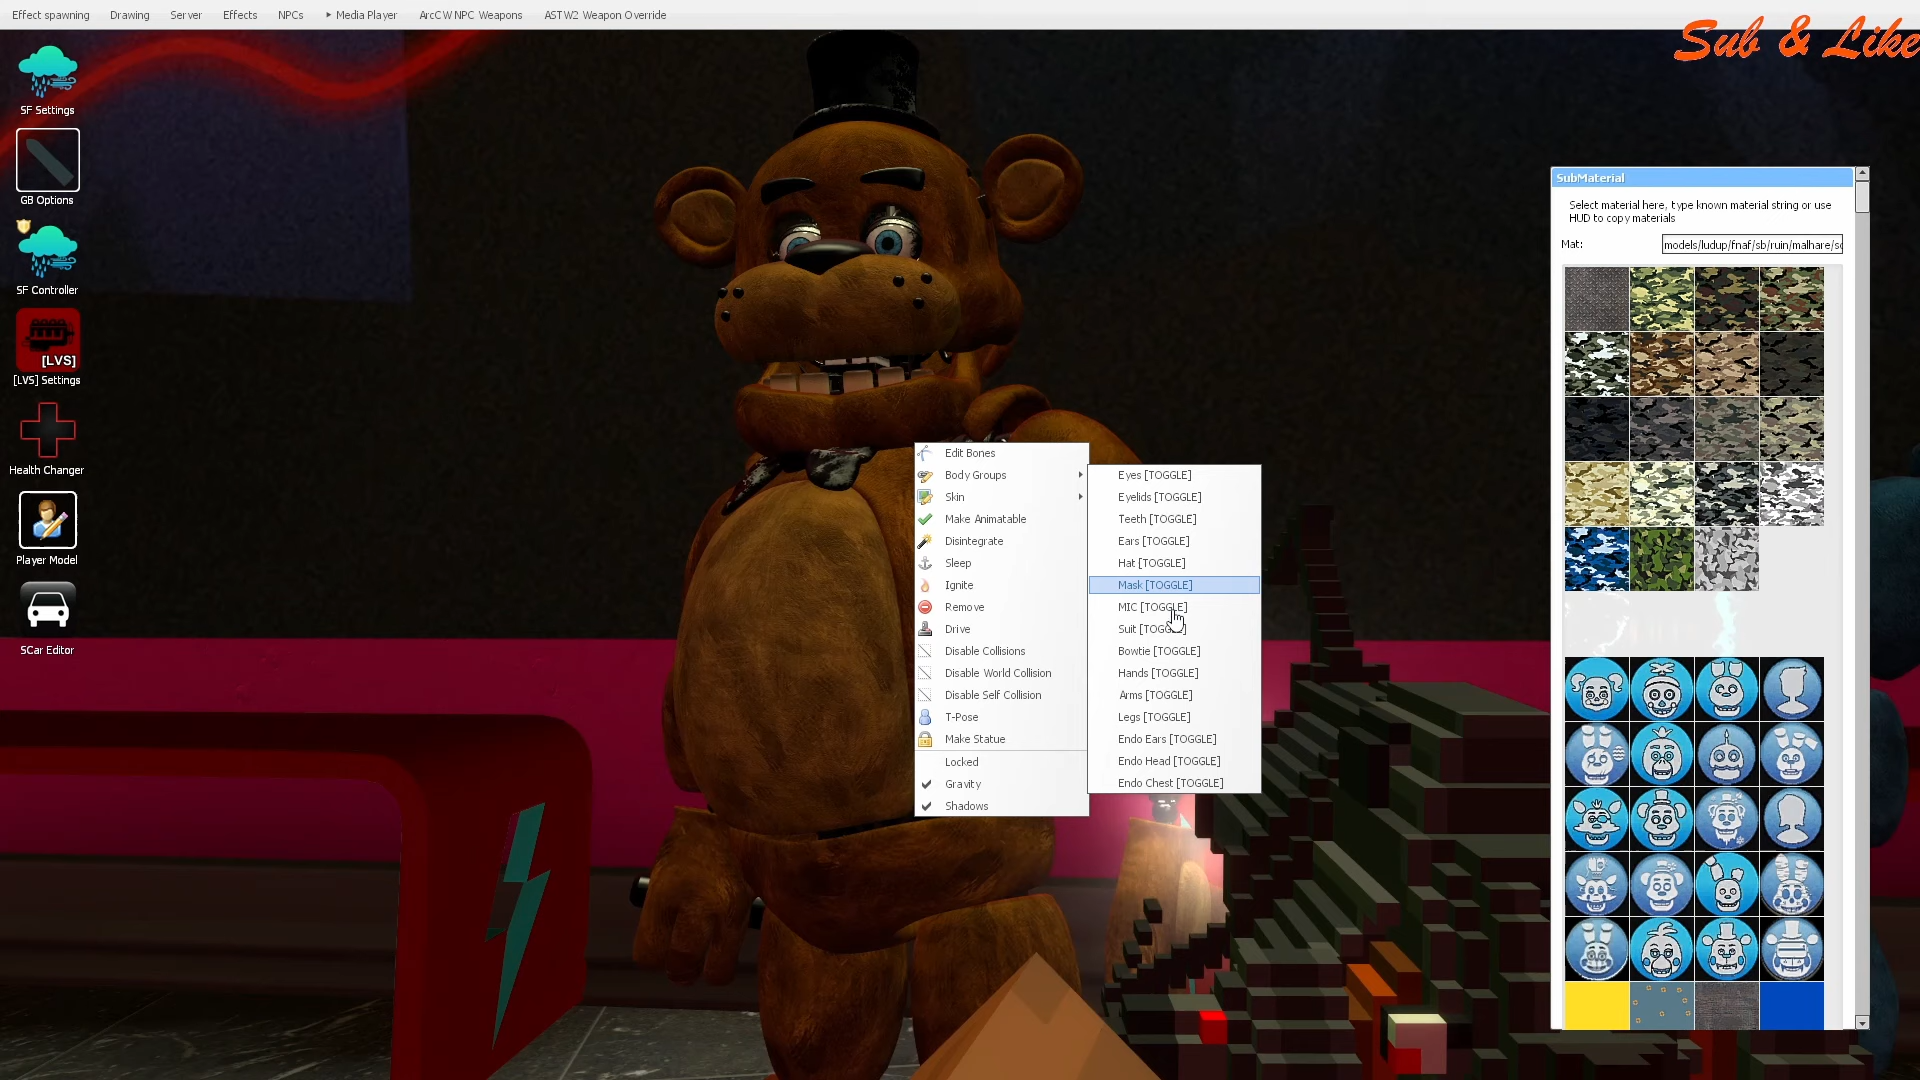 Effect spawning Drawing Server Effects NPCs Media Player ArcCW NPC Weapons ASTW2 Weapon Override
Sub & Like
SF Settings
GB Options
SF Controller
[LVS]
[LVS] Settings
Health Changer
Player Model
SCar Editor
Edit Bones
Body Groups
Skin
Make Animatable
Disintegrate
Sleep
Ignite
Remove
Drive
Disable Collisions
Disable World Collision
Disable Self Collision
T-Pose
Make Statue
Locked
Gravity
Shadows
Eyes [TOGGLE]
Eyelids [TOGGLE]
Teeth [TOGGLE]
Ears [TOGGLE]
Hat [TOGGLE]
Mask [TOGGLE]
MIC [TOGGLE]
Suit [TOGGLE]
Bowtie [TOGGLE]
Hands [TOGGLE]
Arms [TOGGLE]
Legs [TOGGLE]
Endo Ears [TOGGLE]
Endo Head [TOGGLE]
Endo Chest [TOGGLE]
SubMaterial
Select material here, type known material string or use
HUD to copy materials
Mat: models/ludup/fnaf/sb/ruin/malhare/sc